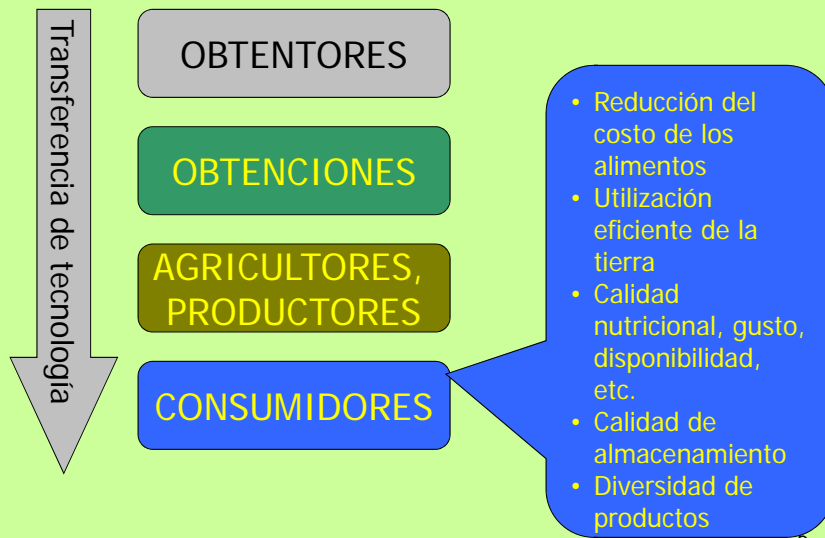 Transferencia de tecnología
OBTENTORES
OBTENCIONES
AGRICULTORES,
PRODUCTORES
CONSUMIDORES
• Reducción del
costo de los
alimentos
• Utilización
eficiente de la
tierra
• Calidad
nutricional, gusto,
disponibilidad,
etc.
• Calidad de
almacenamiento
• Diversidad de
productos